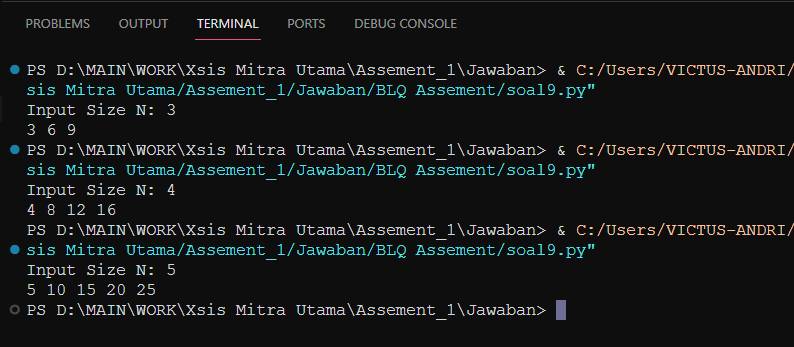 PROBLEMS OUTPUT TERMINAL PORTS DEBUG CONSOLE
PS D:\MAIN\WORK\Xsis Mitra Utama\Assement_1\Jawaban> & C:/Users/VICTUS-ANDRI/
sis Mitra Utama/Assement_1/Jawaban/BLQ Assement/soal9.py"
Input Size N: 3
3 6 9
PS D:\MAIN\WORK\Xsis Mitra Utama\Assement_1\Jawaban> & C:/Users/VICTUS-ANDRI/
sis Mitra Utama/Assement_1/Jawaban/BLQ Assement/soal9.py"
Input Size N: 4
4 8 12 16
PS D:\MAIN\WORK\Xsis Mitra Utama\Assement_1\Jawaban> & C:/Users/VICTUS-ANDRI/
sis Mitra Utama/Assement_1/Jawaban/BLQ Assement/soal9.py"
Input Size N: 5
5 10 15 20 25
PS D:\MAIN\WORK\Xsis Mitra Utama\Assement_1\Jawaban>